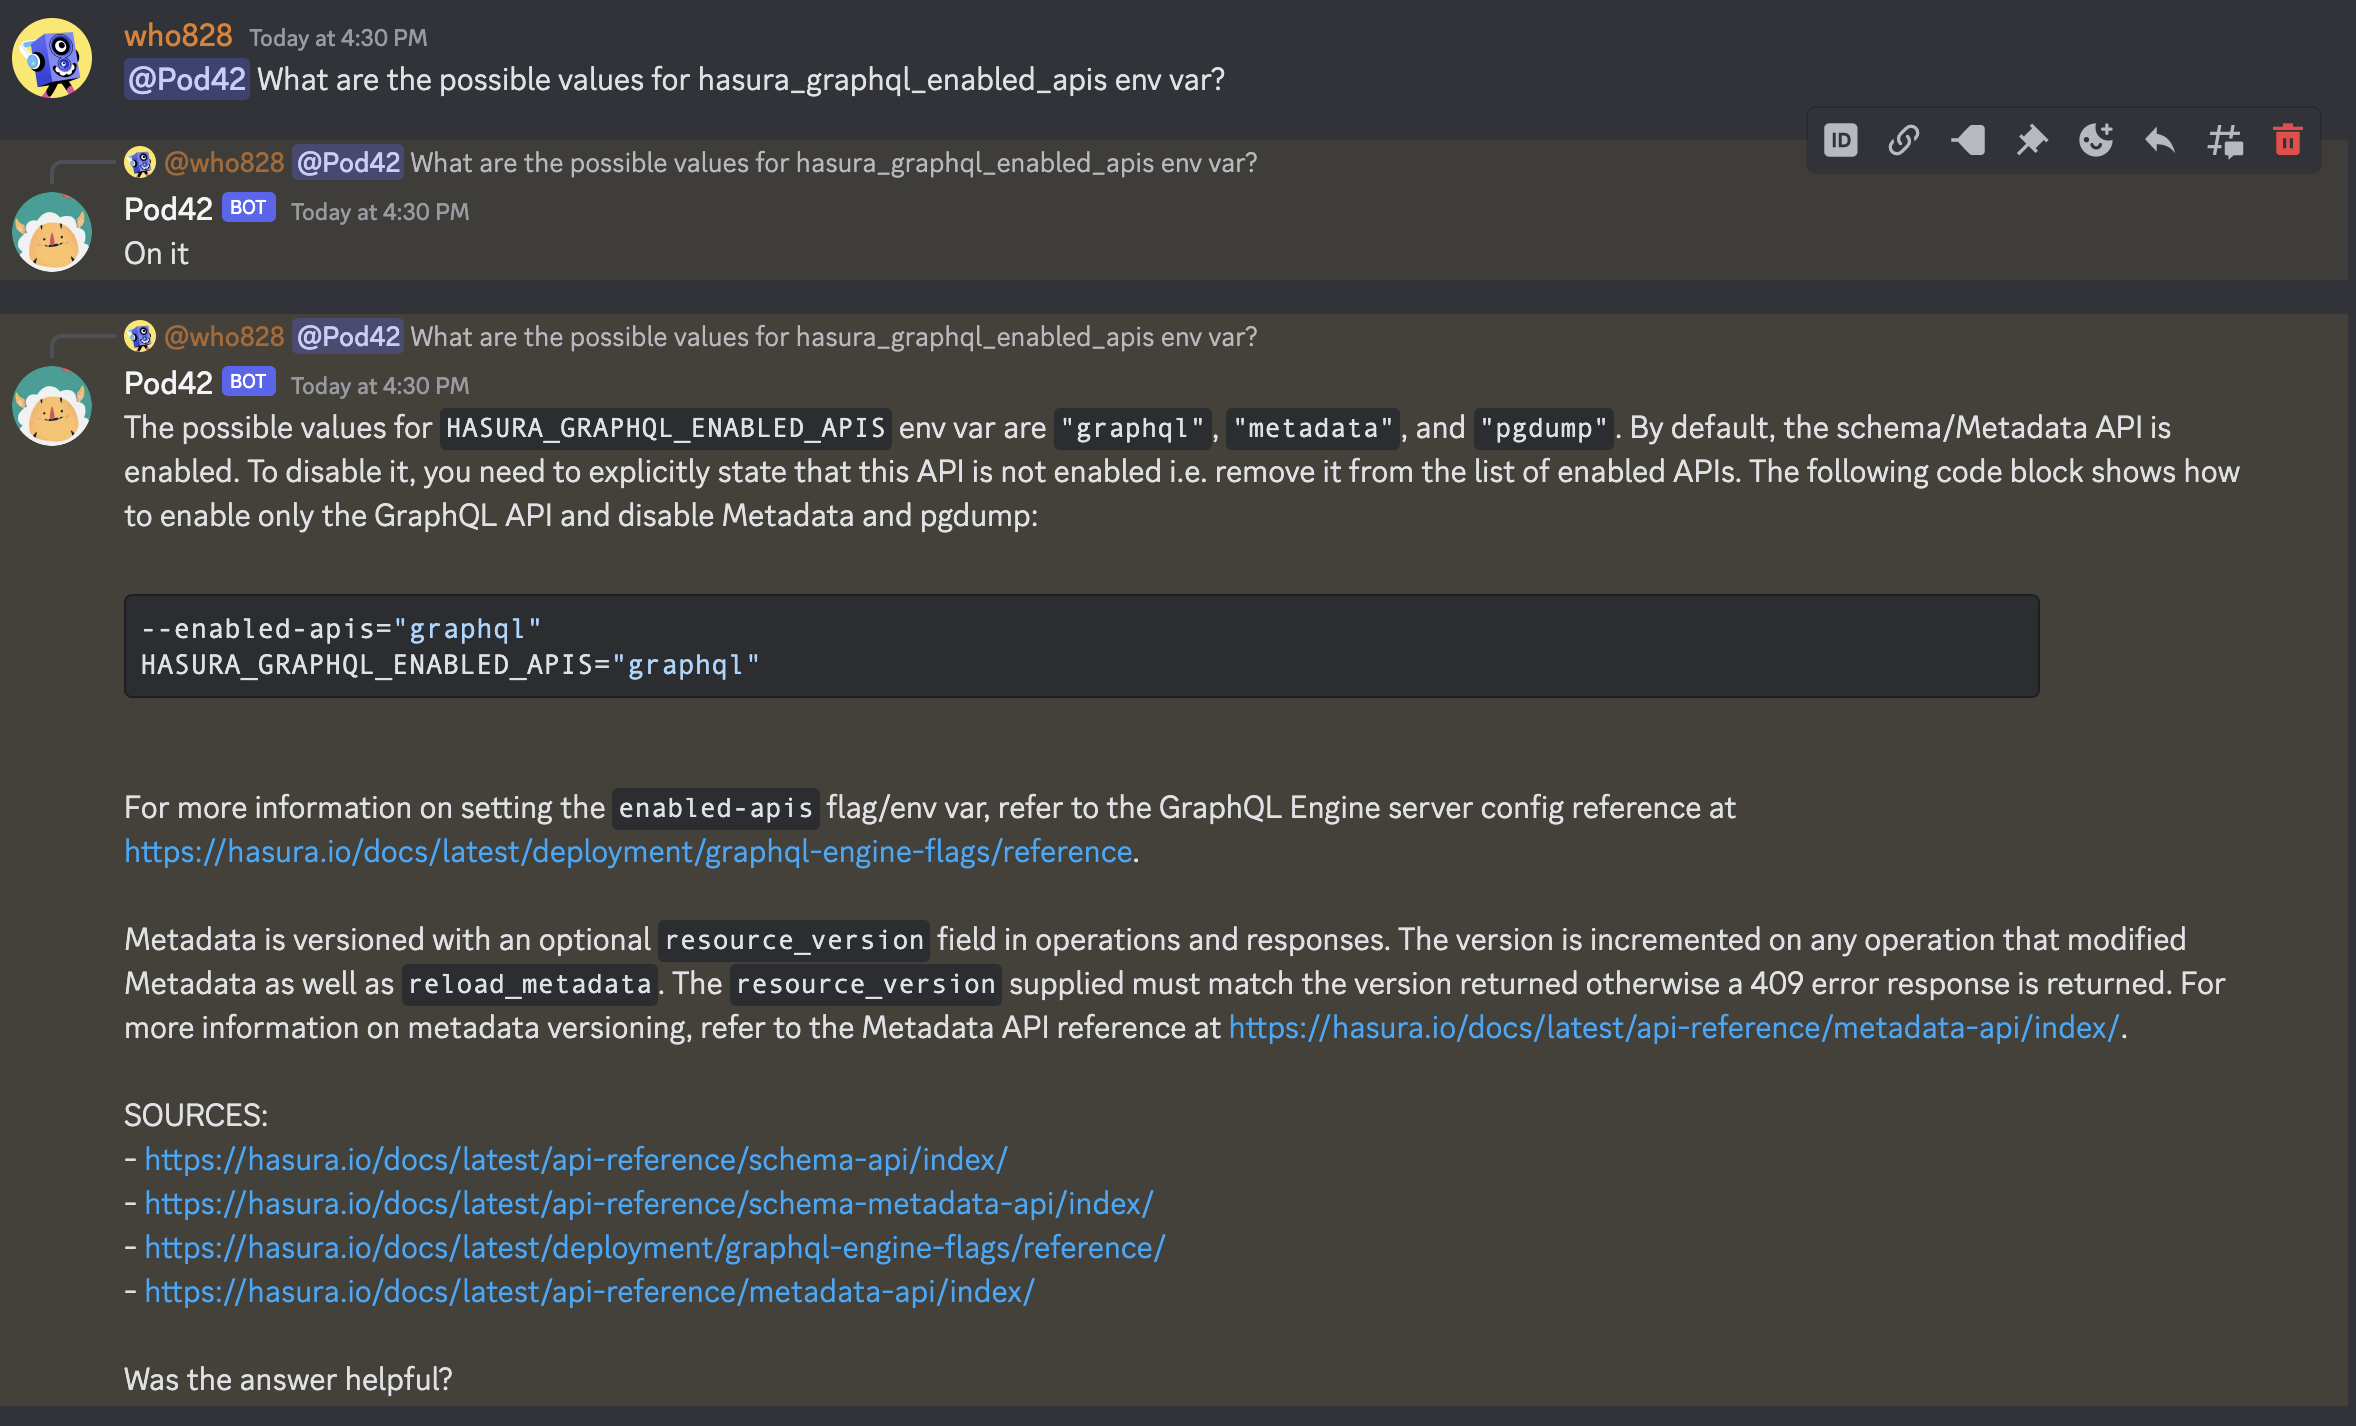 who828 Today at 4:30 PM
@Pod42 What are the possible values for hasura_graphql_enabled_apis env var?
ID
@who828 @Pod42 What are the possible values for hasura_graphql_enabled_apis env var?
Pod42 BOT Today at 4:30 PM
On it
@who828 @Pod42 What are the possible values for hasura_graphql_enabled_apis env var?
Pod42 BOT Today at 4:30 PM
The possible values for HASURA_GRAPHQL_ENABLED_APIS env var are "graphql", "metadata", and "pgdump". By default, the schema/Metadata API is
enabled. To disable it, you need to explicitly state that this API is not enabled i.e. remove it from the list of enabled APIs. The following code block shows how
to enable only the GraphQL API and disable Metadata and pgdump:
--enabled-apis="graphql"
HASURA_GRAPHQL_ENABLED_APIS="graphql"
For more information on setting the enabled-apis flag/env var, refer to the GraphQL Engine server config reference at
https://hasura.io/docs/latest/deployment/graphql-engine-flags/reference.
Metadata is versioned with an optional resource_version field in operations and responses. The version is incremented on any operation that modified
Metadata as well as reload_metadata. The resource_version supplied must match the version returned otherwise a 409 error response is returned. For
more information on metadata versioning, refer to the Metadata API reference at https://hasura.io/docs/latest/api-reference/metadata-api/index/.
SOURCES:
- https://hasura.io/docs/latest/api-reference/schema-api/index/
- https://hasura.io/docs/latest/api-reference/schema-metadata-api/index/
- https://hasura.io/docs/latest/deployment/graphql-engine-flags/reference/
- https://hasura.io/docs/latest/api-reference/metadata-api/index/
Was the answer helpful?